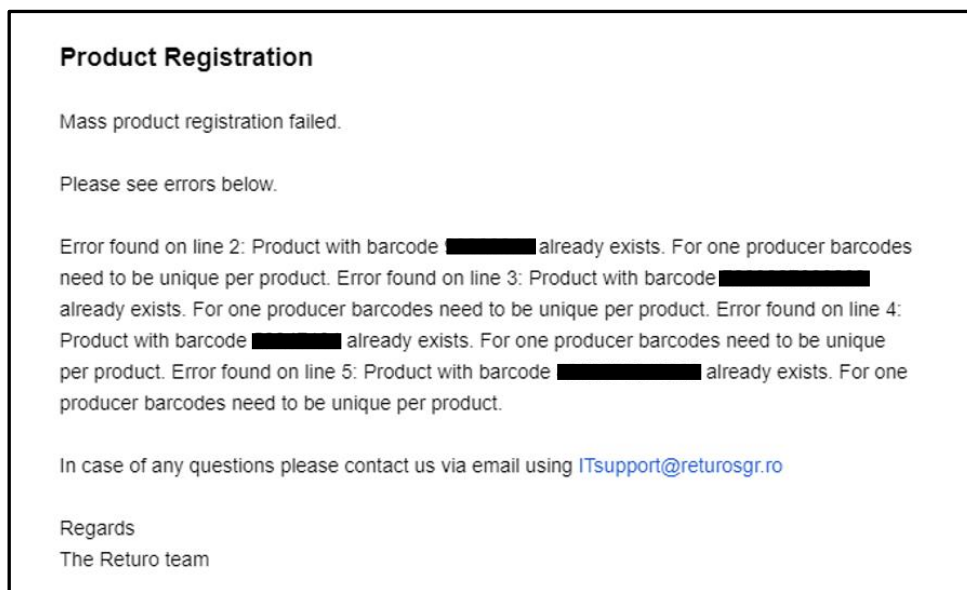 Product Registration
Mass product registration failed.
Please see errors below.
Error found on line 2: Product with barcode already exists. For one producer barcodes
need to be unique per product. Error found on line 3: Product with barcode
already exists. For one producer barcodes need to be unique per product. Error found on line 4:
Product with barcode already exists. For one producer barcodes need to be unique
per product. Error found on line 5: Product with barcode already exists. For one
producer barcodes need to be unique per product.
In case of any questions please contact us via email using ITsupport@returosgr.ro
Regards
The Returo team